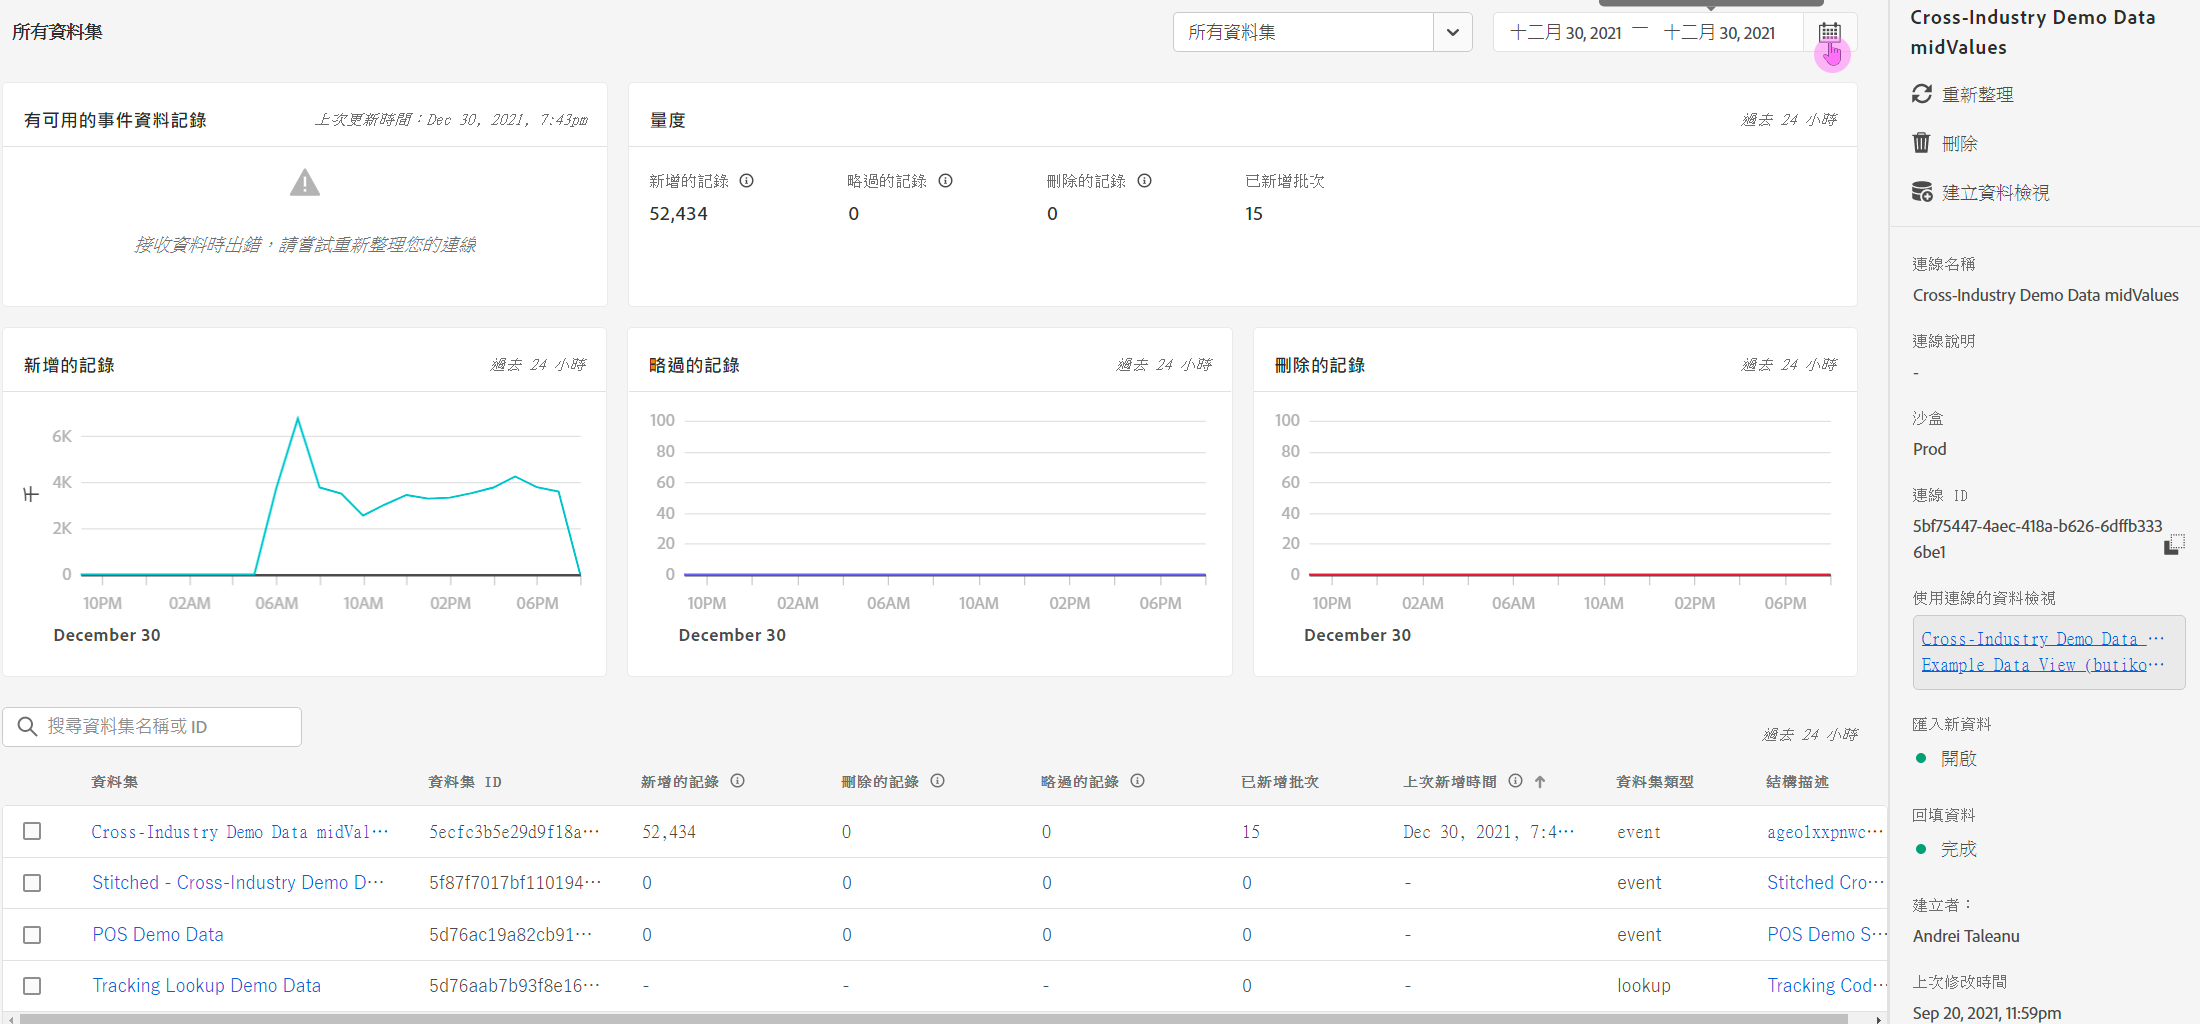 所有資料集
所有資料集
十二月 30, 2021 — 十二月 30, 2021
有可用的事件資料記錄
上次更新時間：Dec 30, 2021, 7:43pm
接收資料時出錯，請嘗試重新整理您的連線
量度
過去 24 小時
新增的記錄
52,434
略過的記錄
0
刪除的記錄
0
已新增批次
15
新增的記錄
過去 24 小時
6K
千
4K
2K
0
10PM 02AM 06AM 10AM 02PM 06PM
December 30
略過的記錄
過去 24 小時
100
80
60
40
20
0
10PM 02AM 06AM 10AM 02PM 06PM
December 30
刪除的記錄
過去 24 小時
100
80
60
40
20
0
10PM 02AM 06AM 10AM 02PM 06PM
December 30
搜尋資料集名稱或 ID
過去 24 小時
資料集 資料集 ID 新增的記錄 刪除的記錄 略過的記錄 已新增批次 上次新增時間 資料集類型 結構描述
Cross-Industry Demo Data midVal… 5ecfc3b5e29d9f18a… 52,434 0 0 15 Dec 30, 2021, 7:4… event ageolxxpnwc…
Stitched - Cross-Industry Demo D… 5f87f7017bf110194… 0 0 0 0 - event Stitched Cro…
POS Demo Data 5d76ac19a82cb91… 0 0 0 0 - event POS Demo S…
Tracking Lookup Demo Data 5d76aab7b93f8e16… - - - 0 - lookup Tracking Cod…
Cross-Industry Demo Data
midValues
重新整理
刪除
建立資料檢視
連線名稱
Cross-Industry Demo Data midValues
連線說明
-
沙盒
Prod
連線 ID
5bf75447-4aec-418a-b626-6dffb333
6be1
使用連線的資料檢視
Cross-Industry Demo Data …
Example Data View (butiko…
匯入新資料
開啟
回填資料
完成
建立者：
Andrei Taleanu
上次修改時間
Sep 20, 2021, 11:59pm